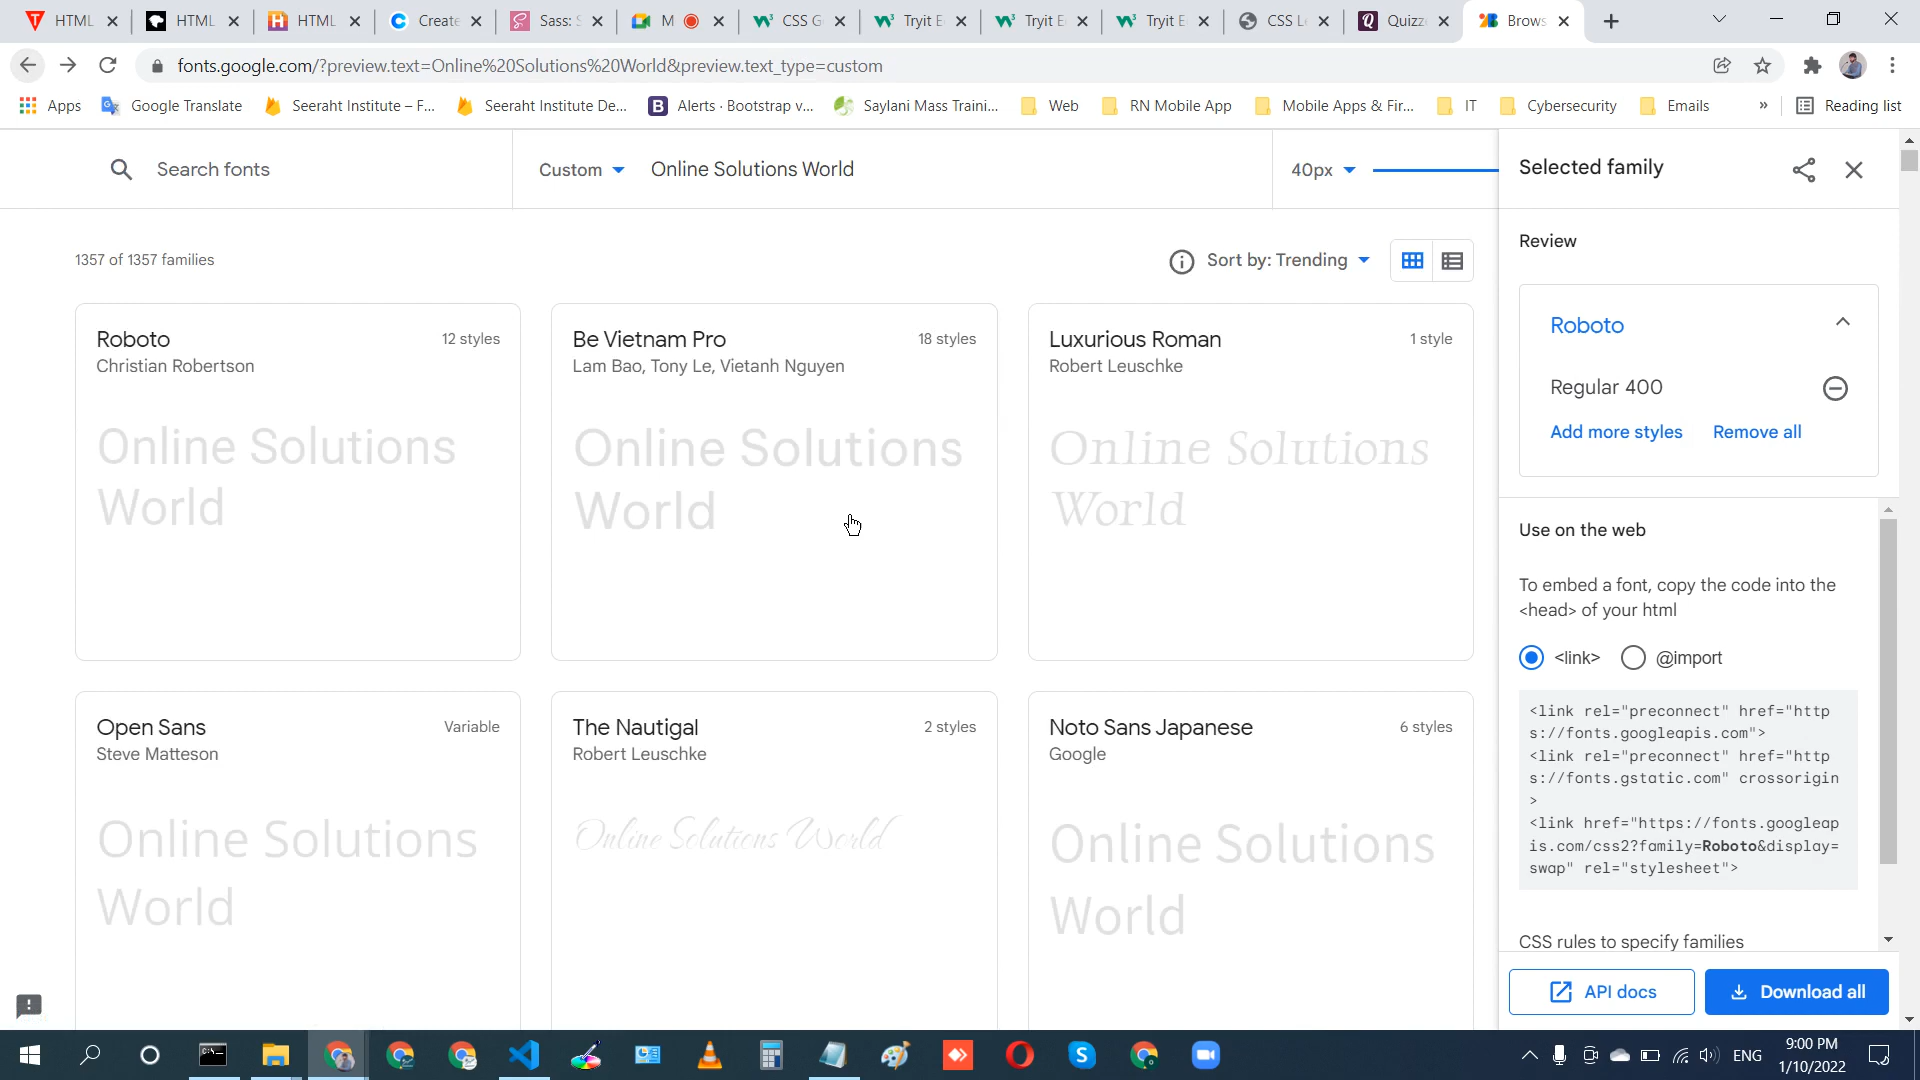 HTML
HTML
HTML
Create
Sass: S
M
CSS G
Tryit E
Tryit E
Tryit E
CSS L
Quizz
Brows
fonts.google.com/?preview.text=Online%20Solutions%20World&preview.text_type=custom
Apps
Google Translate
Seeraht Institute – F...
Seeraht Institute De...
Alerts · Bootstrap v...
Saylani Mass Traini...
Web
RN Mobile App
Mobile Apps & Fir...
IT
Cybersecurity
Emails
»
Reading list
Search fonts
Custom
Online Solutions World
40px
1357 of 1357 families
Sort by: Trending
Roboto
12 styles
Christian Robertson
Online Solutions
World
Be Vietnam Pro
18 styles
Lam Bao, Tony Le, Vietanh Nguyen
Online Solutions
World
Luxurious Roman
1 style
Robert Leuschke
Online Solutions
World
Open Sans
Variable
Steve Matteson
Online Solutions
World
The Nautigal
2 styles
Robert Leuschke
Online Solutions World
Noto Sans Japanese
6 styles
Google
Online Solutions
World
Selected family
Review
Roboto
Regular 400
Add more styles
Remove all
Use on the web
To embed a font, copy the code into the
<head> of your html
<link>
@import
<link rel="preconnect" href="http
s://fonts.googleapis.com">
<link rel="preconnect" href="http
s://fonts.gstatic.com" crossorigin
>
<link href="https://fonts.googleap
is.com/css2?family=Roboto&display=
swap" rel="stylesheet">
CSS rules to specify families
API docs
Download all
ENG
9:00 PM
1/10/2022